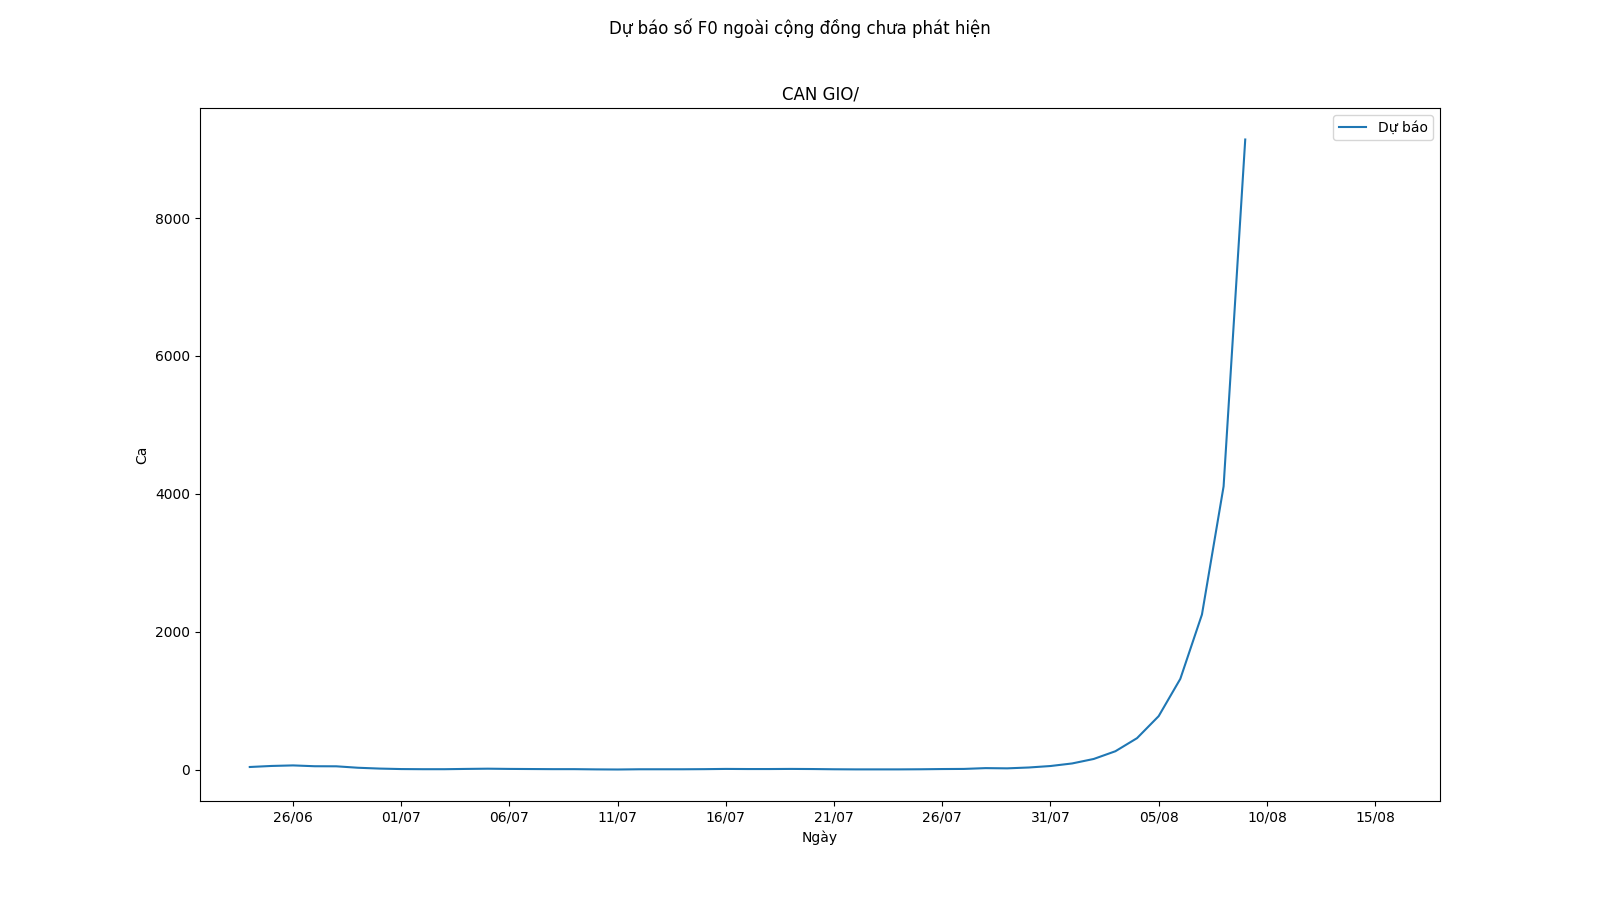 Dự báo số F0 ngoài cộng đồng chưa phát hiện
CAN GIO/
Dự báo
8000
6000
Ca
4000
2000
0
26/06 01/07 06/07 11/07 16/07 21/07 26/07 31/07 05/08 10/08 15/08
Ngày